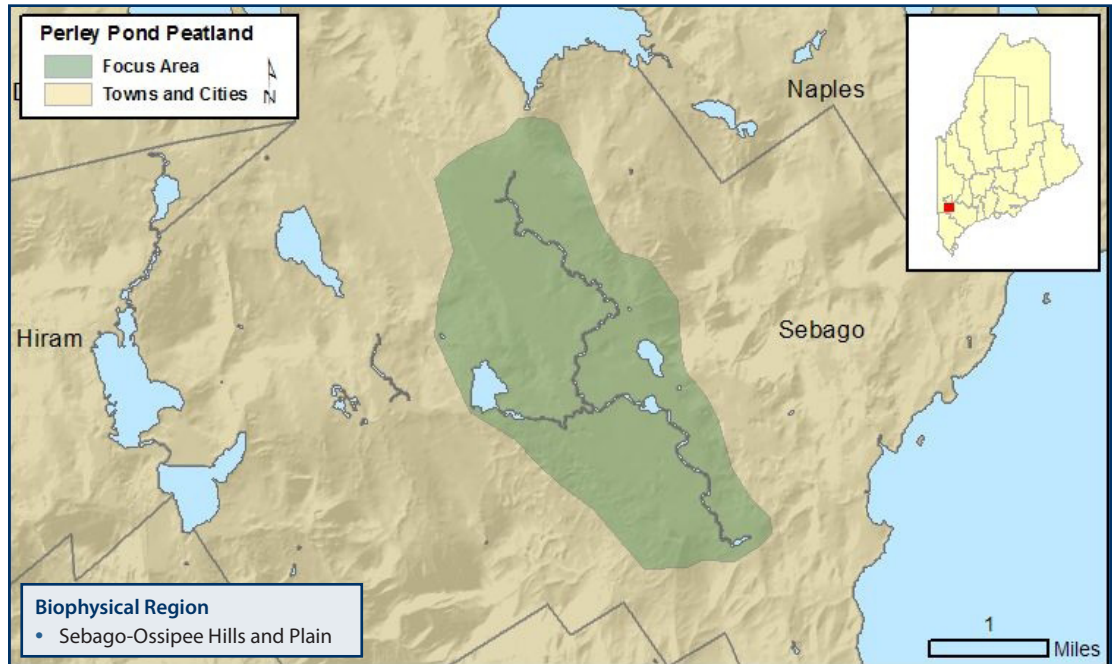 Perley Pond Peatland
Focus Area
Towns and Cities
N
Naples
Hiram
Sebago
Biophysical Region
• Sebago-Ossipee Hills and Plain
1
Miles